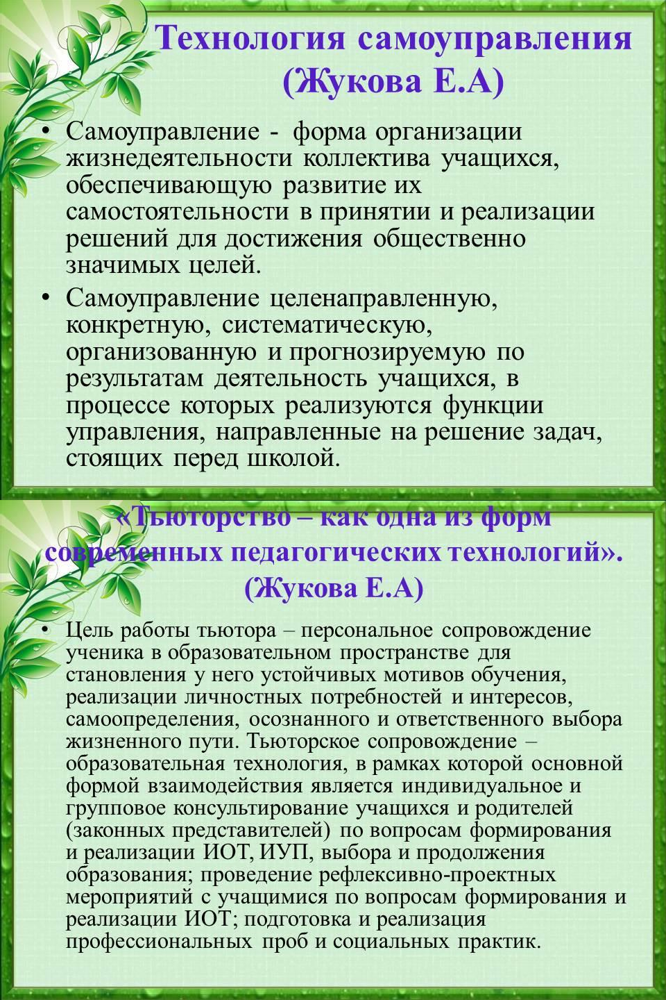 Технология самоуправления
(Жукова Е.А)
• Самоуправление - форма организации
жизнедеятельности коллектива учащихся,
обеспечивающую развитие их
самостоятельности в принятии и реализации
решений для достижения общественно
значимых целей.
• Самоуправление целенаправленную,
конкретную, систематическую,
организованную и прогнозируемую по
результатам деятельность учащихся, в
процессе которых реализуются функции
управления, направленные на решение задач,
стоящих перед школой.
«Тьюторство – как одна из форм
современных педагогических технологий».
(Жукова Е.А)
• Цель работы тьютора – персональное сопровождение
ученика в образовательном пространстве для
становления у него устойчивых мотивов обучения,
реализации личностных потребностей и интересов,
самоопределения, осознанного и ответственного выбора
жизненного пути. Тьюторское сопровождение –
образовательная технология, в рамках которой основной
формой взаимодействия является индивидуальное и
групповое консультирование учащихся и родителей
(законных представителей) по вопросам формирования
и реализации ИОТ, ИУП, выбора и продолжения
образования; проведение рефлексивно-проектных
мероприятий с учащимися по вопросам формирования и
реализации ИОТ; подготовка и реализация
профессиональных проб и социальных практик.